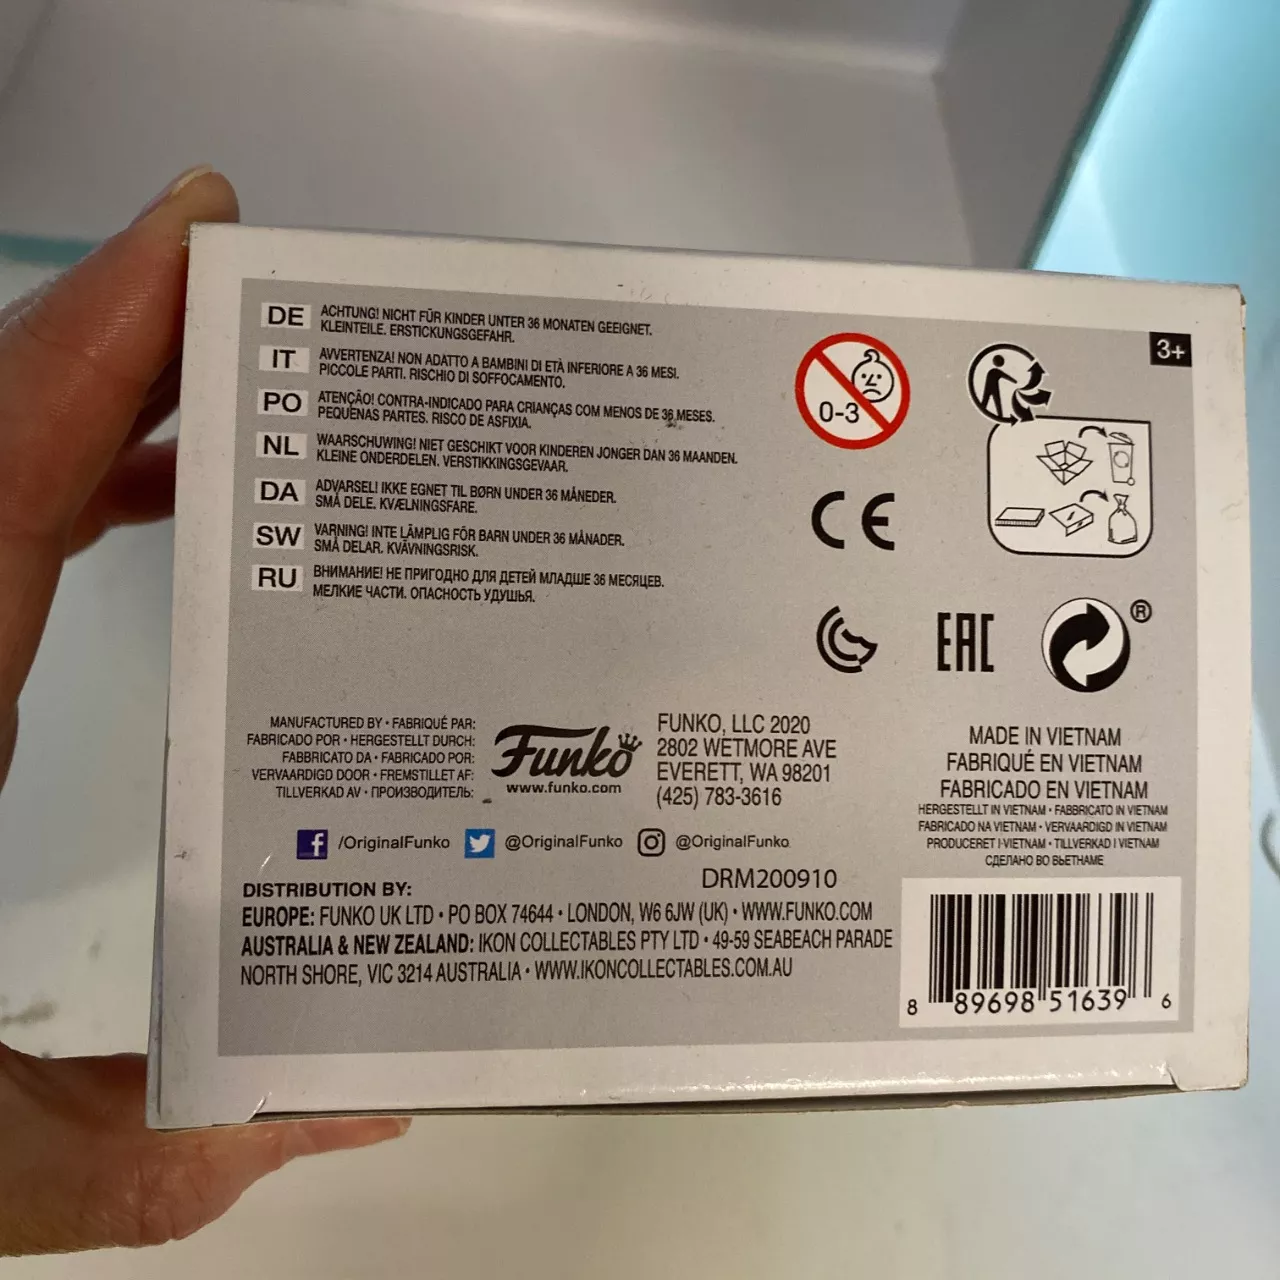 DE ACHTUNG! NICHT FÜR KINDER UNTER 36 MONATEN GEEIGNET.
KLEINTEILE. ERSTICKUNGSGEFAHR.
IT AVVERTENZA! NON ADATTO A BAMBINI DI ETÀ INFERIORE A 36 MESI.
PICCOLE PARTI. RISCHIO DI SOFFOCAMENTO.
PO ATENÇÃO! CONTRA-INDICADO PARA CRIANÇAS COM MENOS DE 36 MESES.
PEQUENAS PARTES. RISCO DE ASFIXIA.
NL WAARSCHUWING! NIET GESCHIKT VOOR KINDEREN JONGER DAN 36 MAANDEN.
KLEINE ONDERDELEN. VERSTIKKINGSGEVAAR.
DA ADVARSEL! IKKE EGNET TIL BØRN UNDER 36 MÅNEDER.
SMÅ DELE. KVÆLNINGSFARE.
SW VARNING! INTE LÄMPLIG FÖR BARN UNDER 36 MÅNADER.
SMÅ DELAR. KVÄVNINGSRISK.
RU ВНИМАНИЕ! НЕ ПРИГОДНО ДЛЯ ДЕТЕЙ МЛАДШЕ 36 МЕСЯЦЕВ.
МЕЛКИЕ ЧАСТИ. ОПАСНОСТЬ УДУШЬЯ.
0-3
3+
CE
EAC
®
MANUFACTURED BY • FABRIQUÉ PAR:
FABRICADO POR • HERGESTELLT DURCH:
FABBRICATO DA • FABRICADO POR:
VERVAARDIGD DOOR • FREMSTILLET AF:
TILLVERKAD AV • ПРОИЗВОДИТЕЛЬ:
Funko
www.funko.com
FUNKO, LLC 2020
2802 WETMORE AVE
EVERETT, WA 98201
(425) 783-3616
MADE IN VIETNAM
FABRIQUÉ EN VIETNAM
FABRICADO EN VIETNAM
HERGESTELLT IN VIETNAM • FABBRICATO IN VIETNAM
FABRICADO NA VIETNAM • VERVAARDIGD IN VIETNAM
PRODUCERET I-VIETNAM • TILLVERKAD I VIETNAM
СДЕЛАНО ВО ВЬЕТНАМЕ
f /OriginalFunko @OriginalFunko @OriginalFunko
DRM200910
DISTRIBUTION BY:
EUROPE: FUNKO UK LTD • PO BOX 74644 • LONDON, W6 6JW (UK) • WWW.FUNKO.COM
AUSTRALIA & NEW ZEALAND: IKON COLLECTABLES PTY LTD • 49-59 SEABEACH PARADE
NORTH SHORE, VIC 3214 AUSTRALIA • WWW.IKONCOLLECTABLES.COM.AU
8 89698 51639 6